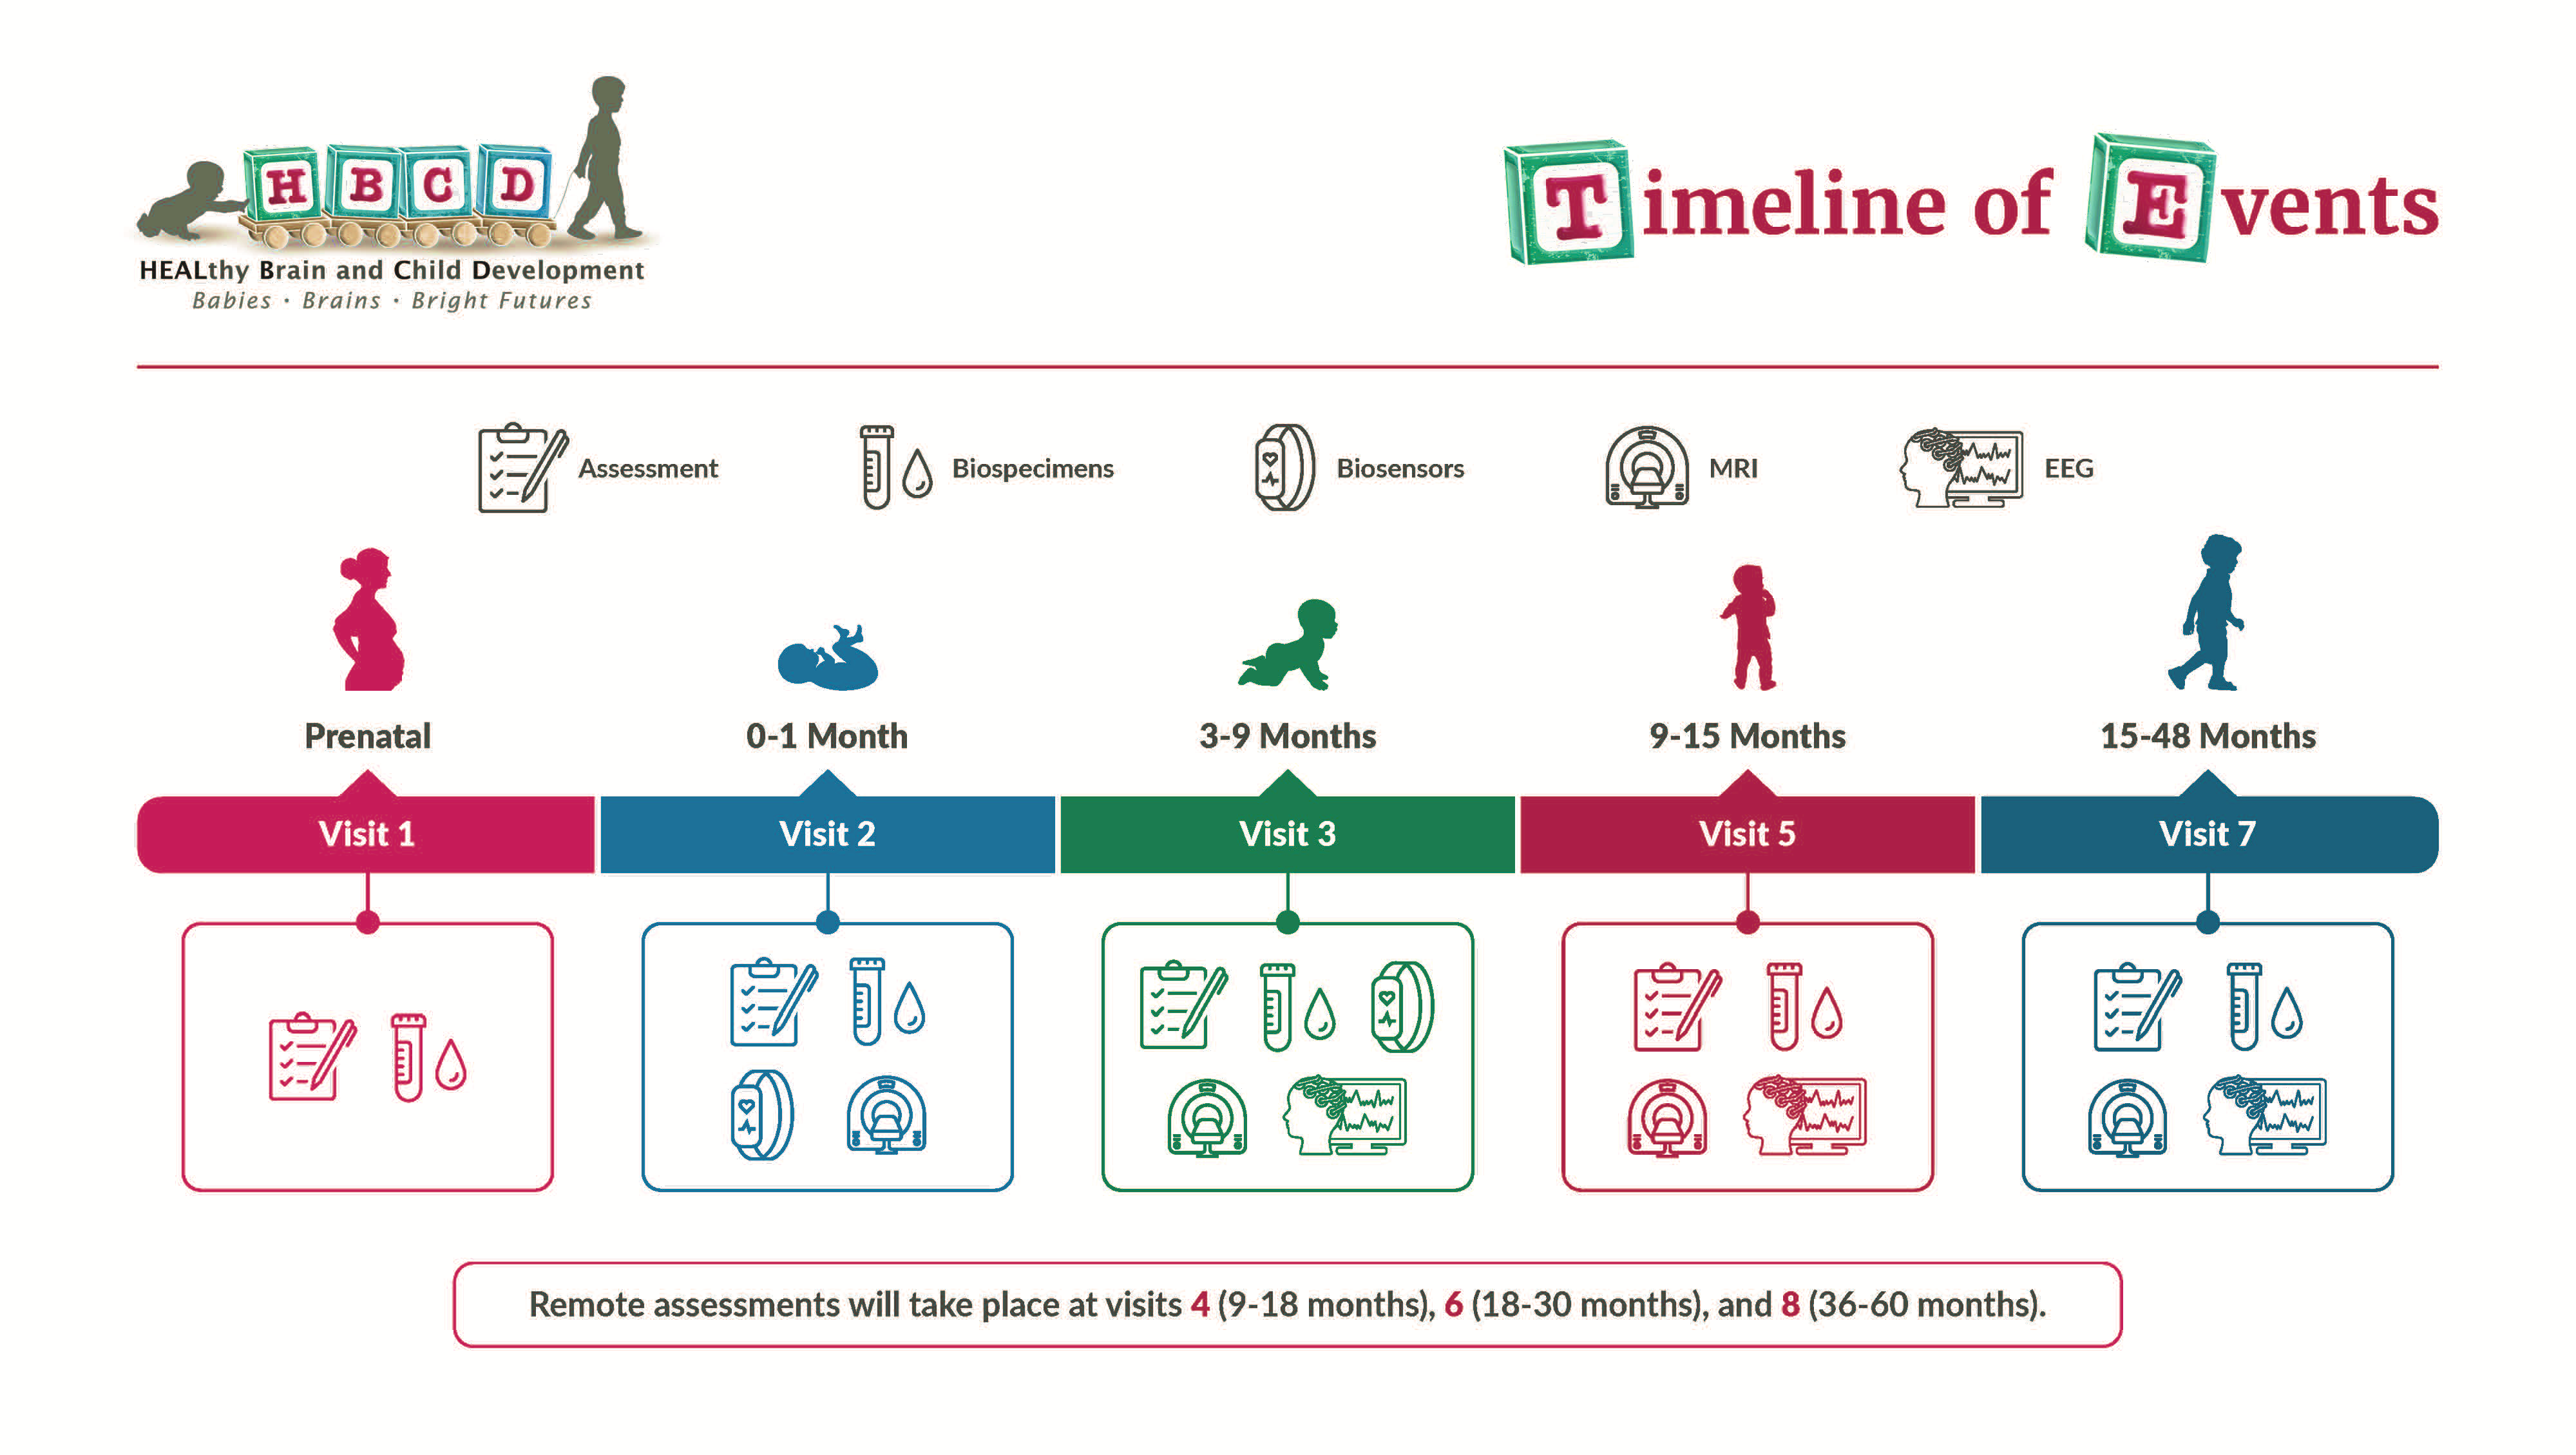 H B C D
HEALthy Brain and Child Development
Babies • Brains • Bright Futures
Timeline of Events
Assessment
Biospecimens
Biosensors
MRI
EEG
Prenatal
0-1 Month
3-9 Months
9-15 Months
15-48 Months
Visit 1
Visit 2
Visit 3
Visit 5
Visit 7
Remote assessments will take place at visits 4 (9-18 months), 6 (18-30 months), and 8 (36-60 months).